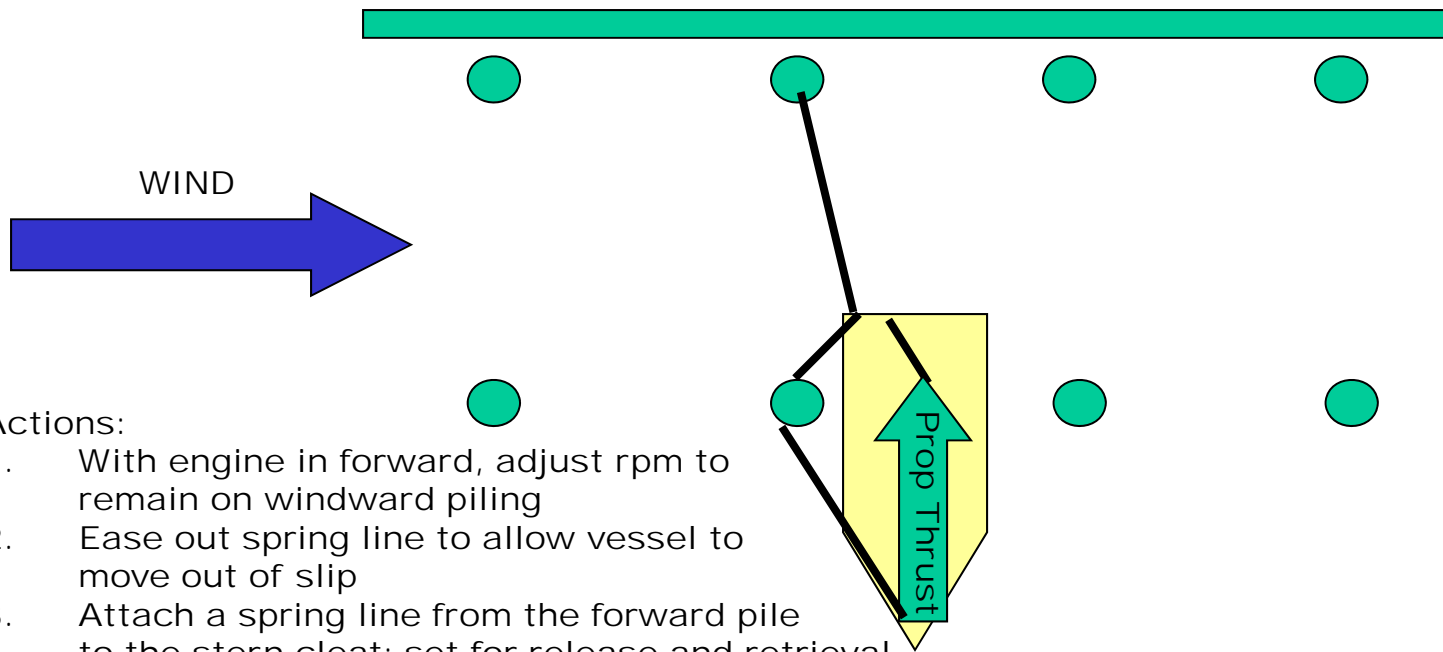 WIND
Actions:
1. With engine in forward, adjust rpm to
remain on windward piling
2. Ease out spring line to allow vessel to
move out of slip
3. Attach a spring line from the forward pile
to the stern cleat; set for release and retrieval
Prop Thrust